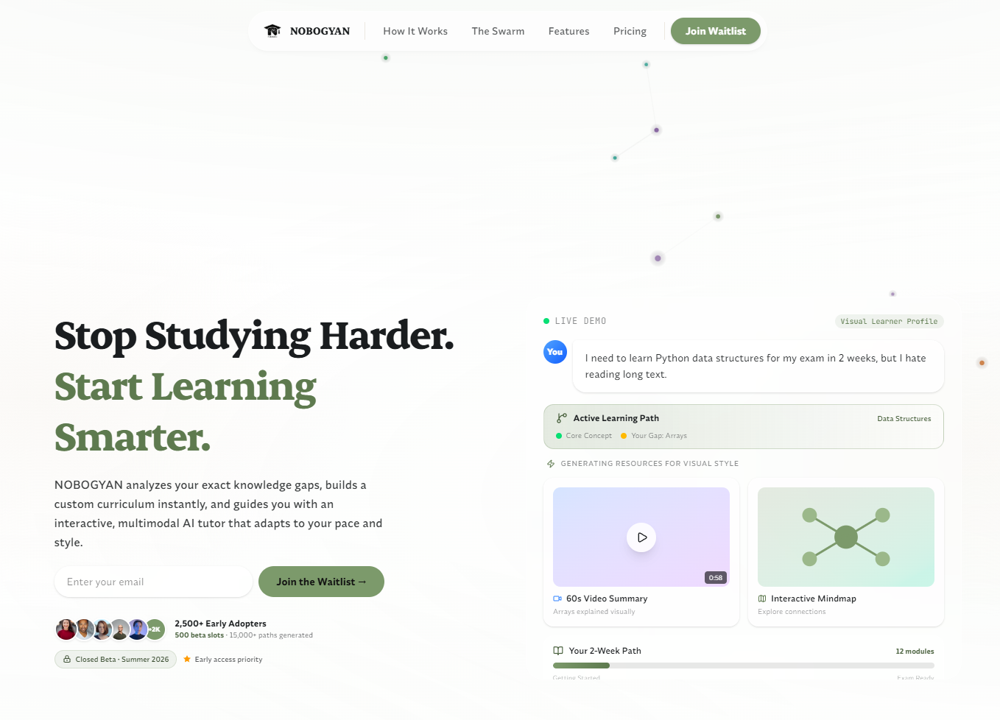 NOBOGYAN
How It Works
The Swarm
Features
Pricing
Join Waitlist
Stop Studying Harder.
Start Learning
Smarter.
NOBOGYAN analyzes your exact knowledge gaps, builds a
custom curriculum instantly, and guides you with an
interactive, multimodal AI tutor that adapts to your pace and
style.
Enter your email
Join the Waitlist →
+2K
2,500+ Early Adopters
500 beta slots · 15,000+ paths generated
Closed Beta · Summer 2026
Early access priority
LIVE DEMO
Visual Learner Profile
You
I need to learn Python data structures for my exam in 2 weeks, but I hate
reading long text.
Active Learning Path
Data Structures
Core Concept
Your Gap: Arrays
GENERATING RESOURCES FOR VISUAL STYLE
0:58
60s Video Summary
Arrays explained visually
Interactive Mindmap
Explore connections
Your 2-Week Path
12 modules
Getting Started
Exam Ready